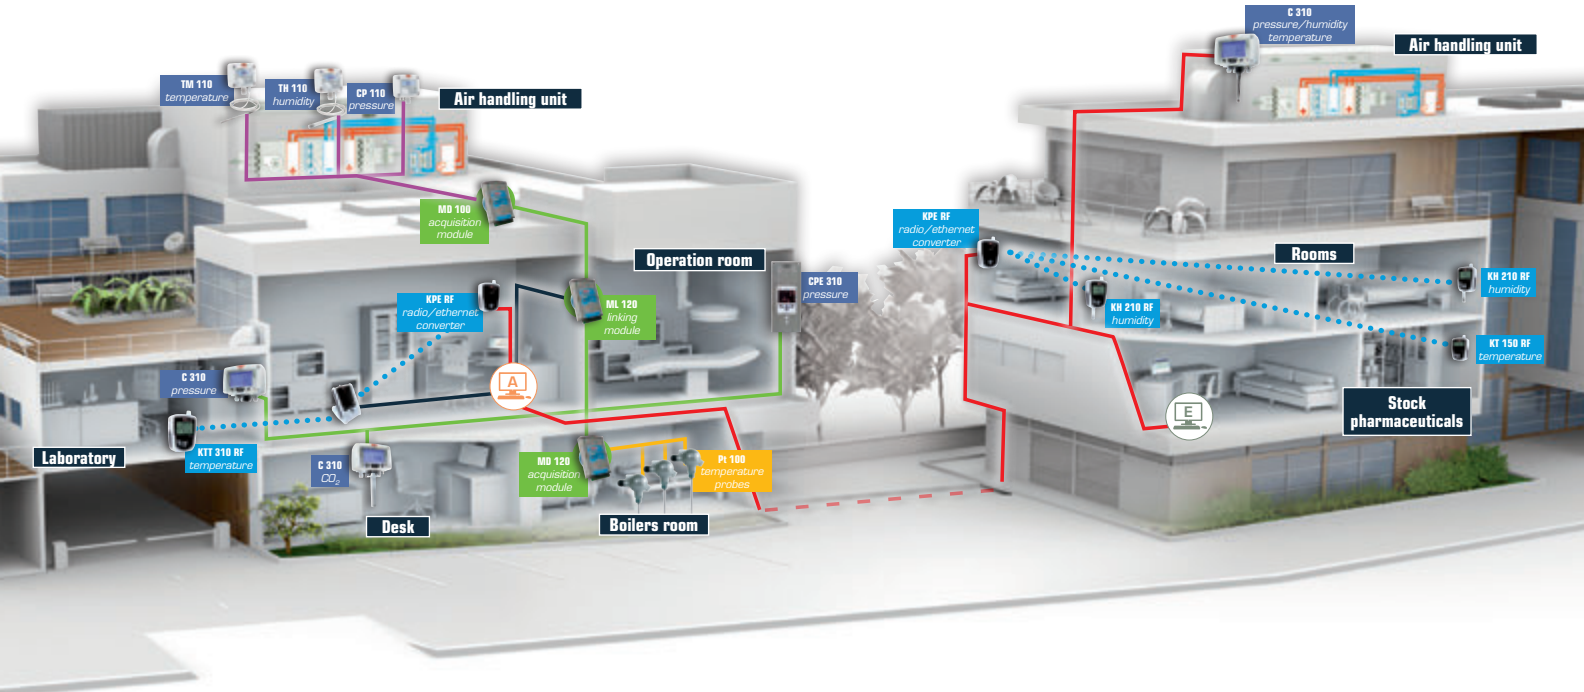 C 310
pressure/humidity
temperature
Air handling unit
TM 110
temperature
TH 110
humidity
CP 110
pressure
Air handling unit
MD 100
acquisition
module
KPE RF
radio/ethernet
converter
Operation room
Rooms
CPE 310
pressure
KH 210 RF
humidity
KPE RF
radio/ethernet
converter
ML 120
linking
module
KH 210 RF
humidity
KT 150 RF
temperature
C 310
pressure
A
E
Stock
pharmaceuticals
Laboratory
KTT 310 RF
temperature
C 310
CO2
MD 120
acquisition
module
Pt 100
temperature
probes
Desk
Boilers room